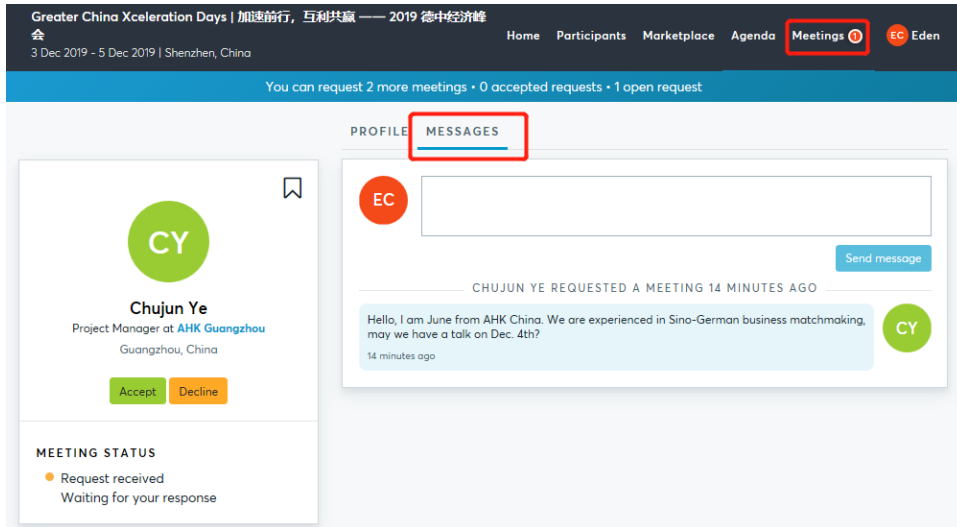 Greater China Xceleration Days | 加速前行，互利共赢 —— 2019 德中经济峰
会
3 Dec 2019 - 5 Dec 2019 | Shenzhen, China
Home Participants Marketplace Agenda Meetings 1 EC Eden
You can request 2 more meetings • 0 accepted requests • 1 open request
PROFILE MESSAGES
CY
Chujun Ye
Project Manager at AHK Guangzhou
Guangzhou, China
Accept Decline
MEETING STATUS
Request received
Waiting for your response
EC
Send message
CHUJUN YE REQUESTED A MEETING 14 MINUTES AGO
Hello, I am June from AHK China. We are experienced in Sino-German business matchmaking,
may we have a talk on Dec. 4th?
14 minutes ago
CY